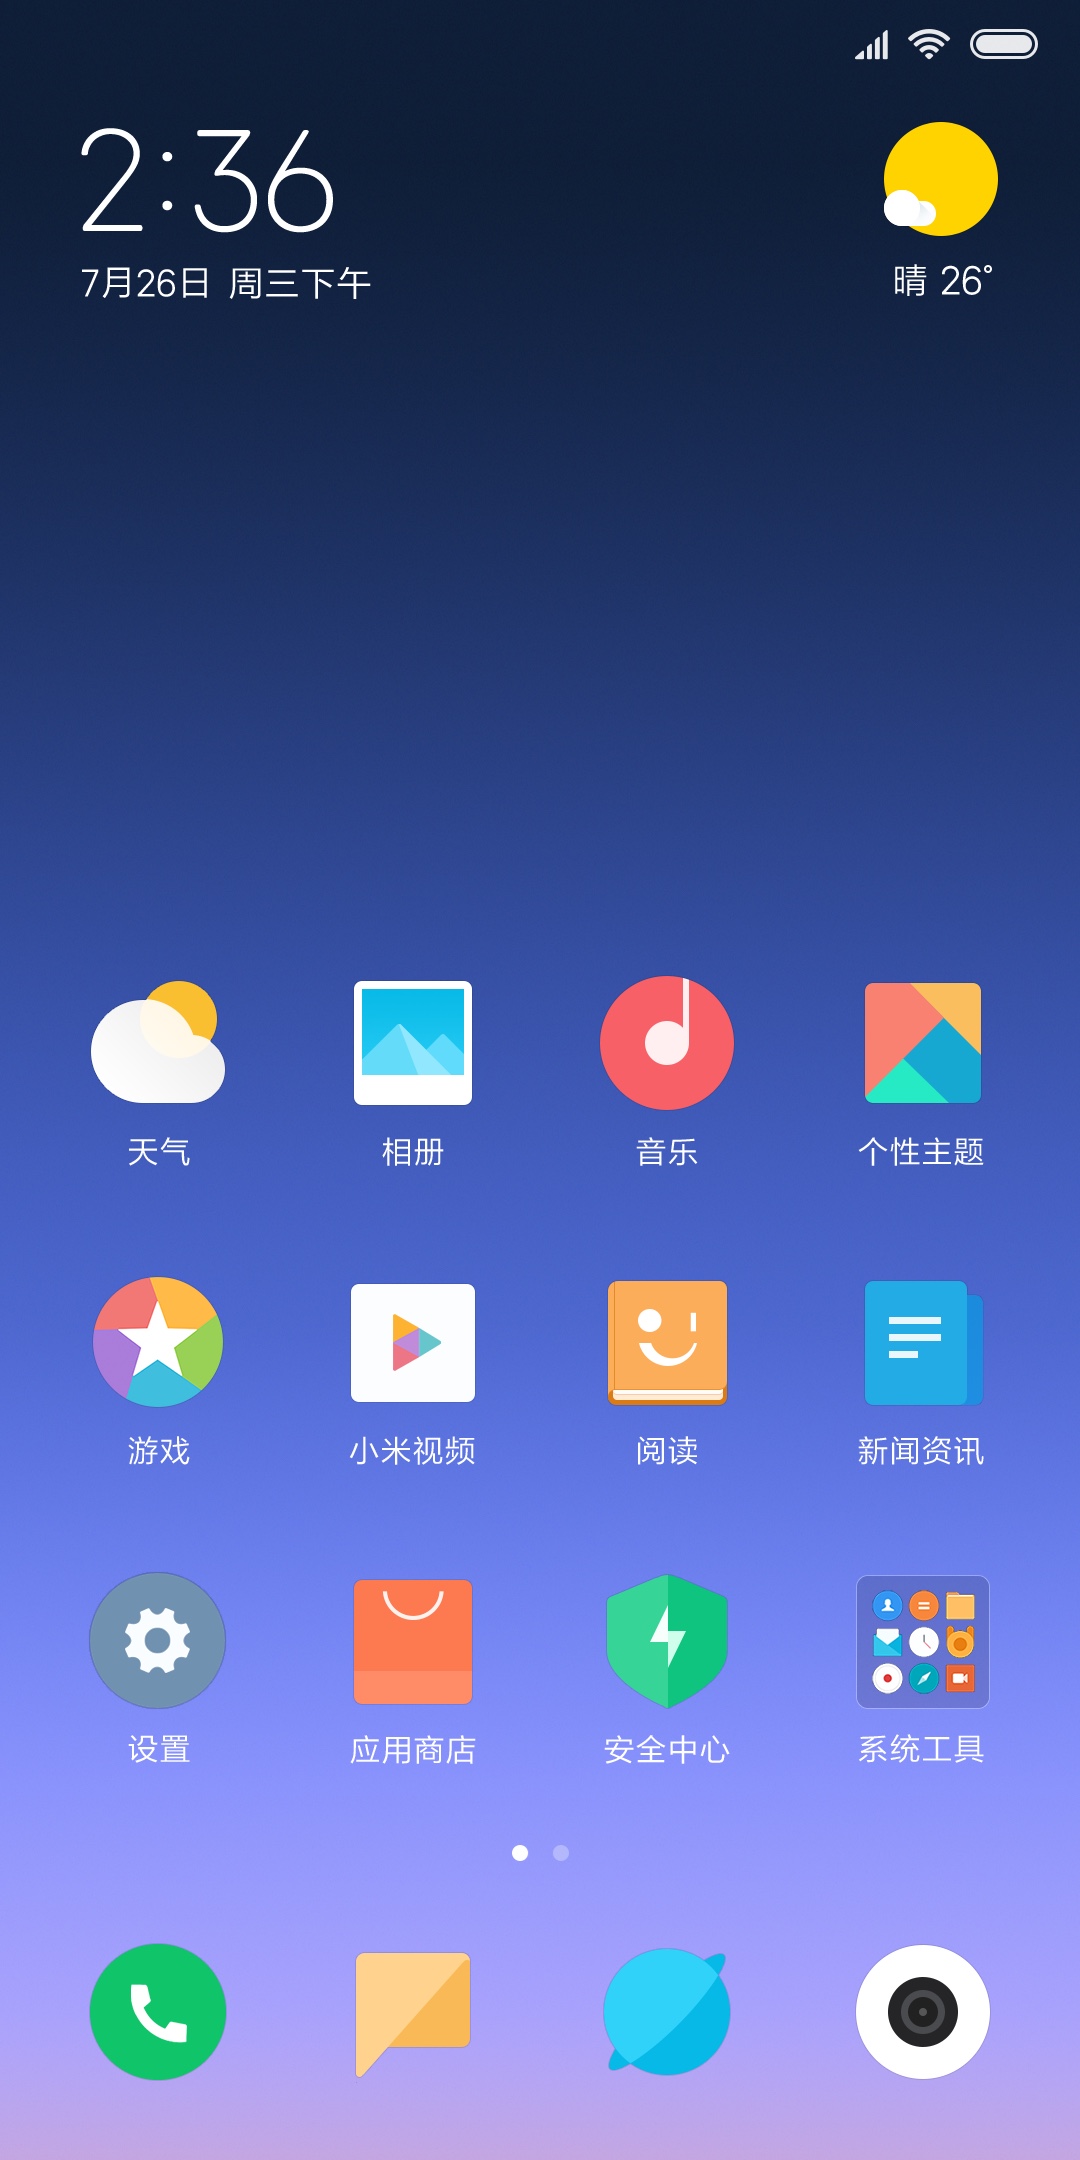 2:36
7月26日 周三下午
晴 26°
天气 相册 音乐 个性主题
游戏 小米视频 阅读 新闻资讯
设置 应用商店 安全中心 系统工具